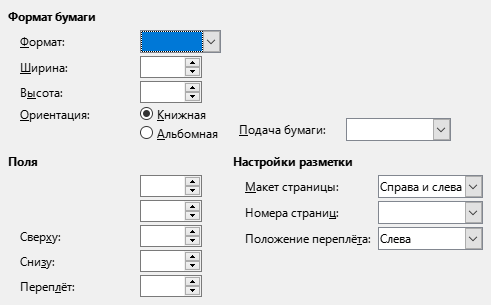 Формат бумаги
Формат:
Ширина:
Высота:
Ориентация:
Книжная
Альбомная
Подача бумаги:
Поля
Сверху:
Снизу:
Переплёт:
Настройки разметки
Макет страницы: Справа и слева
Номера страниц:
Положение переплёта: Слева